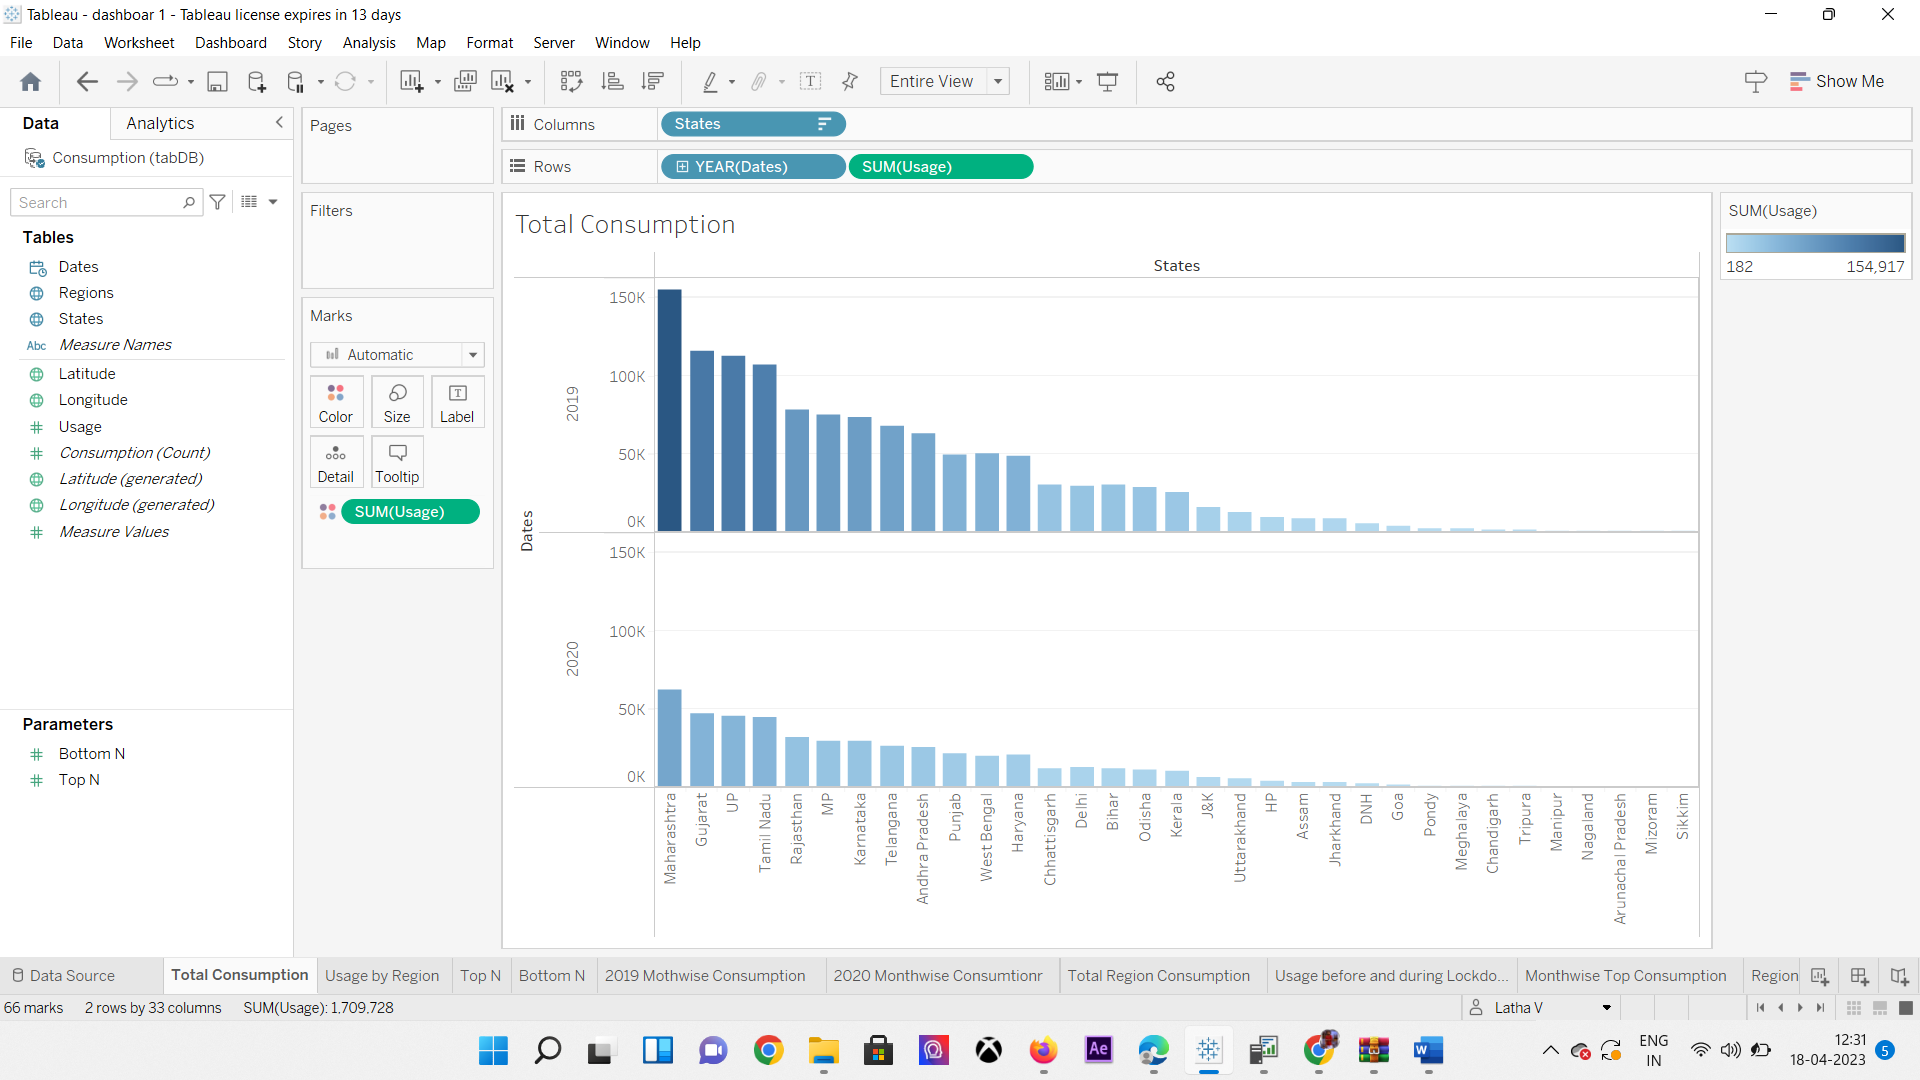 Tableau - dashboar 1 - Tableau license expires in 13 days
File Data Worksheet Dashboard Story Analysis Map Format Server Window Help
Entire View
Show Me
Data Analytics
Consumption (tabDB)
Search
Tables
Dates
Regions
States
Abc Measure Names
Latitude
Longitude
Usage
Consumption (Count)
Latitude (generated)
Longitude (generated)
Measure Values
Parameters
Bottom N
Top N
Pages
Filters
Marks
Automatic
Color Size Label
Detail Tooltip
SUM(Usage)
Columns States
Rows YEAR(Dates) SUM(Usage)
Total Consumption
States
Dates
2019
150K
100K
50K
0K
2020
150K
100K
50K
0K
Maharashtra
Gujarat
UP
Tamil Nadu
Rajasthan
MP
Karnataka
Telangana
Andhra Pradesh
Punjab
West Bengal
Haryana
Chhattisgarh
Delhi
Bihar
Odisha
Kerala
J&K
Uttarakhand
HP
Assam
Jharkhand
DNH
Goa
Pondy
Meghalaya
Chandigarh
Tripura
Manipur
Nagaland
Arunachal Pradesh
Mizoram
Sikkim
SUM(Usage)
182 154,917
Data Source Total Consumption Usage by Region Top N Bottom N 2019 Mothwise Consumption 2020 Monthwise Consumtionr Total Region Consumption Usage before and during Lockdo... Monthwise Top Consumption Region
66 marks 2 rows by 33 columns SUM(Usage): 1,709,728
Latha V
Ae
W
ENG
IN
12:31
18-04-2023
5